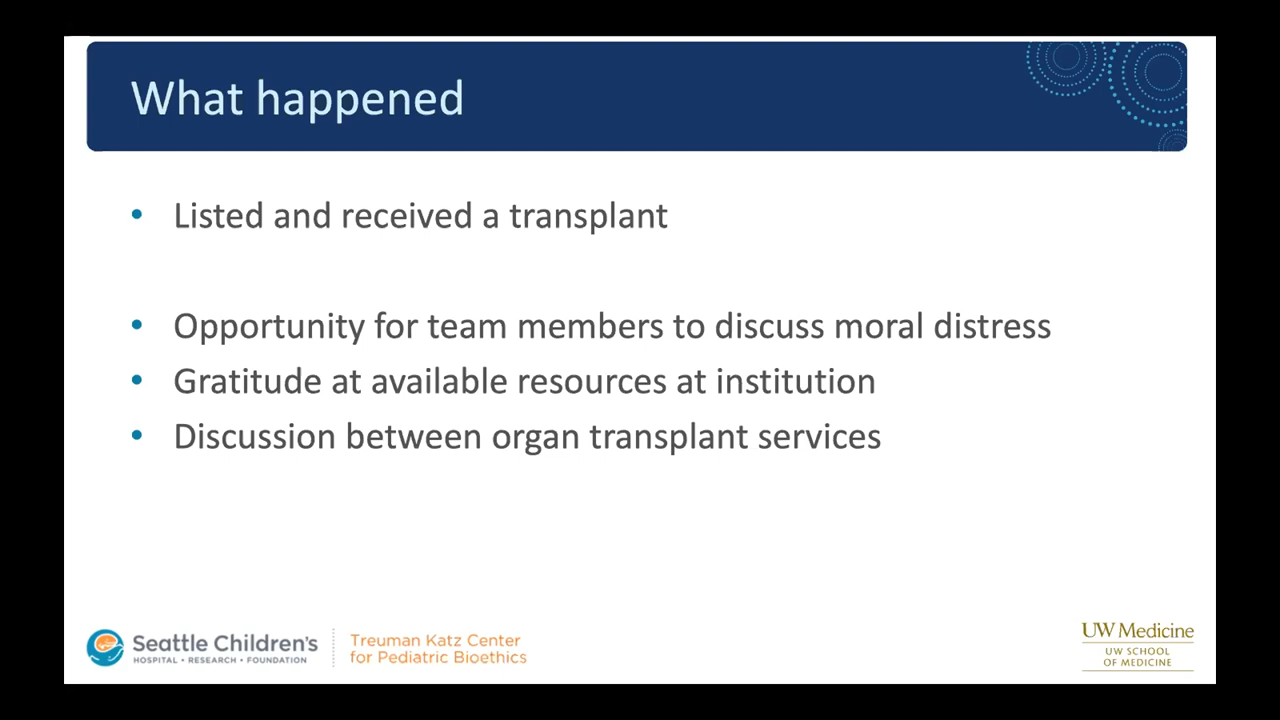 What happened
• Listed and received a transplant
• Opportunity for team members to discuss moral distress
• Gratitude at available resources at institution
• Discussion between organ transplant services
Seattle Children's
HOSPITAL • RESEARCH • FOUNDATION
Treuman Katz Center
for Pediatric Bioethics
UW Medicine
UW SCHOOL
OF MEDICINE